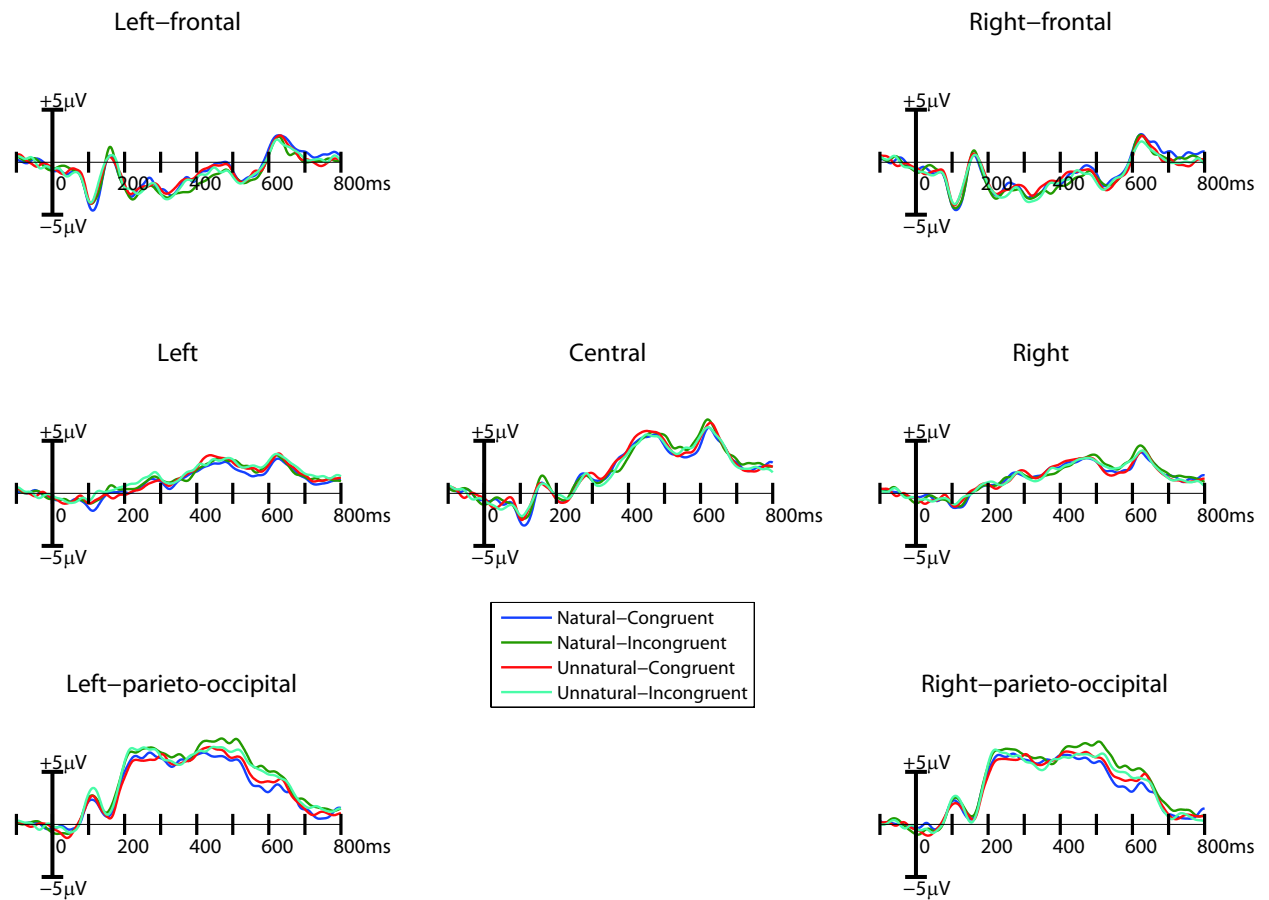 Left−frontal
Right−frontal
+5μV
+5μV
0 200 400 600 800ms
0 200 400 600 800ms
−5μV
−5μV
Left
Central
Right
+5μV
+5μV
+5μV
0 200 400 600 800ms
0 200 400 600 800ms
0 200 400 600 800ms
−5μV
−5μV
−5μV
Natural−Congruent
Natural−Incongruent
Unnatural−Congruent
Unnatural−Incongruent
Left−parieto-occipital
Right−parieto-occipital
+5μV
+5μV
0 200 400 600 800ms
0 200 400 600 800ms
−5μV
−5μV